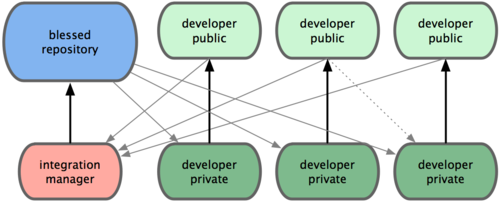 blessed
repository
developer
public
developer
public
developer
public
integration
manager
developer
private
developer
private
developer
private